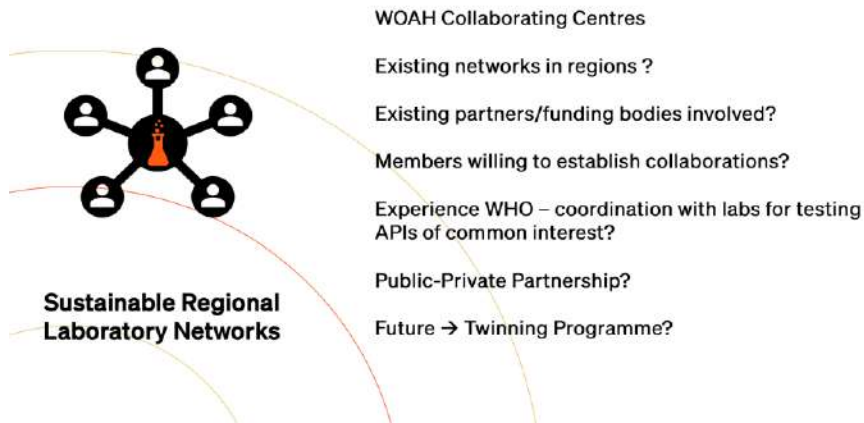 WOAH Collaborating Centres
Existing networks in regions ?
Existing partners/funding bodies involved?
Members willing to establish collaborations?
Experience WHO – coordination with labs for testing
APIs of common interest?
Public-Private Partnership?
Future → Twinning Programme?
Sustainable Regional
Laboratory Networks